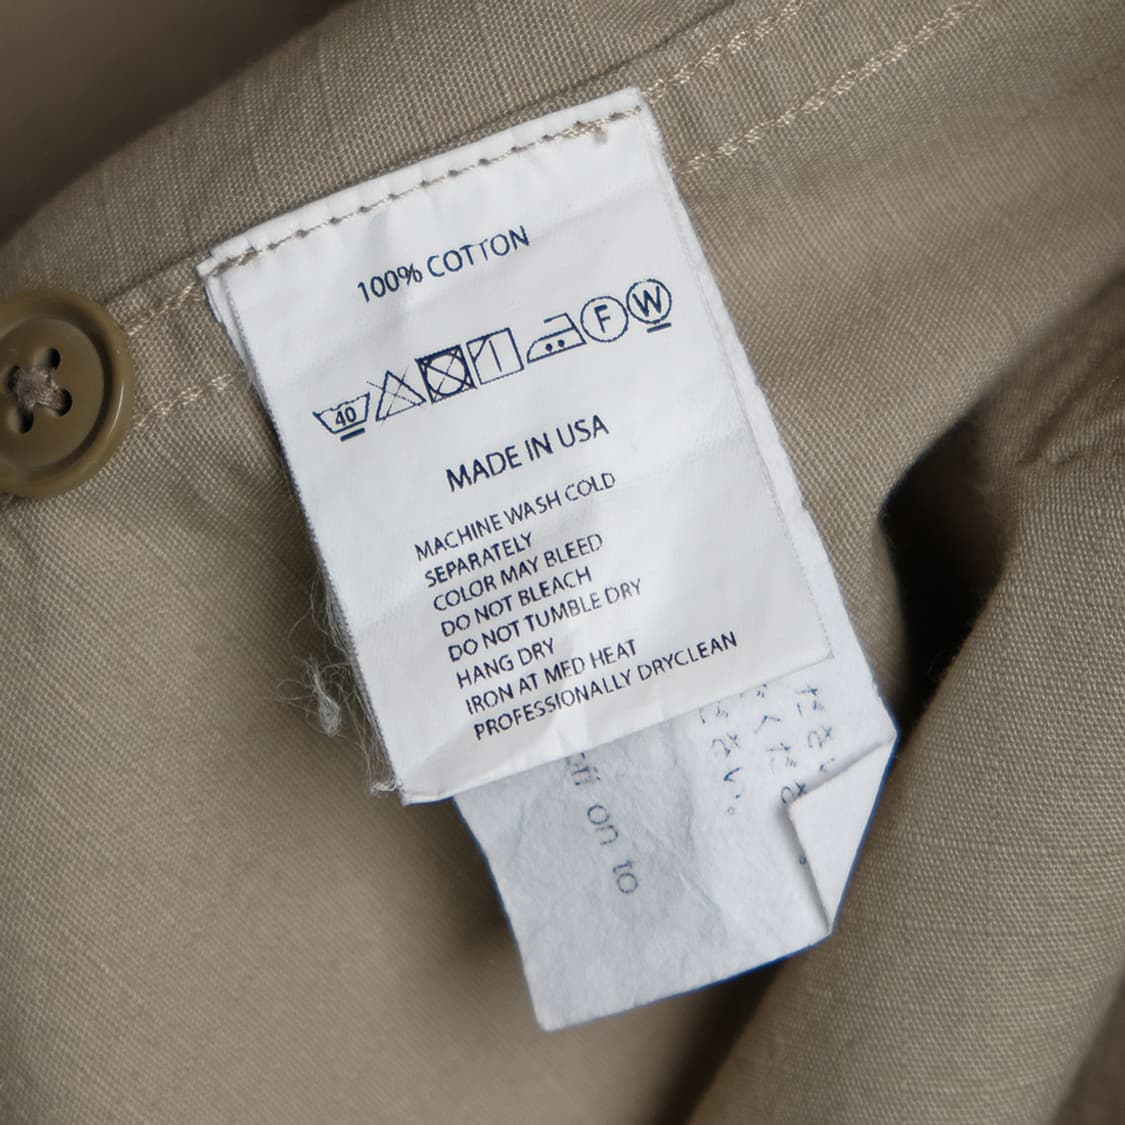 100% COTTON
40 F W
MADE IN USA
MACHINE WASH COLD
SEPARATELY
COLOR MAY BLEED
DO NOT BLEACH
DO NOT TUMBLE DRY
HANG DRY
IRON AT MED HEAT
PROFESSIONALLY DRYCLEAN
on to